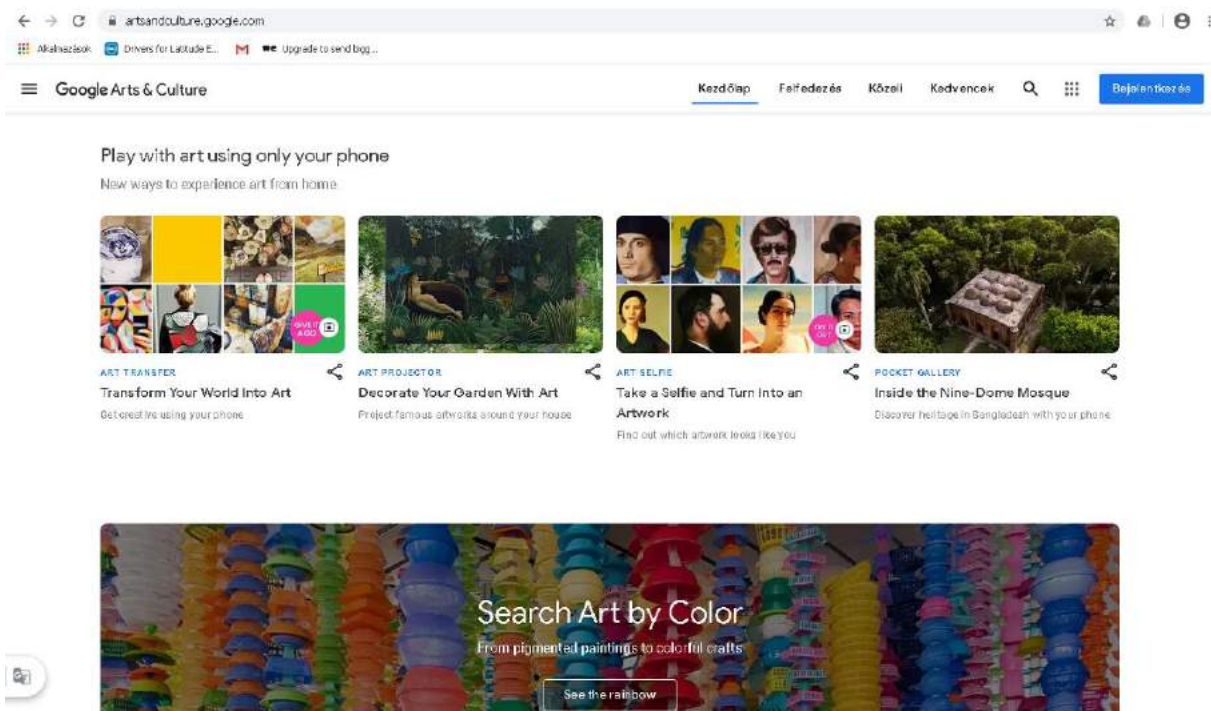 artsandculture.google.com
Alkalmazások Drivers for Latitude E... Upgrade to send bigg...
Google Arts & Culture Kezdőlap Felfedezés Közeli Kedvencek Bejelentkezés
Play with art using only your phone
New ways to experience art from home
GIVE IT
A GO
ART TRANSFER
Transform Your World Into Art
Get creative using your phone
ART PROJECTOR
Decorate Your Garden With Art
Project famous artworks around your house
ART SELFIE
Take a Selfie and Turn Into an
Artwork
Find out which artwork looks like you
POCKET GALLERY
Inside the Nine-Dome Mosque
Discover heritage in Bangladesh with your phone
Search Art by Color
From pigmented paintings to colorful crafts
See the rainbow